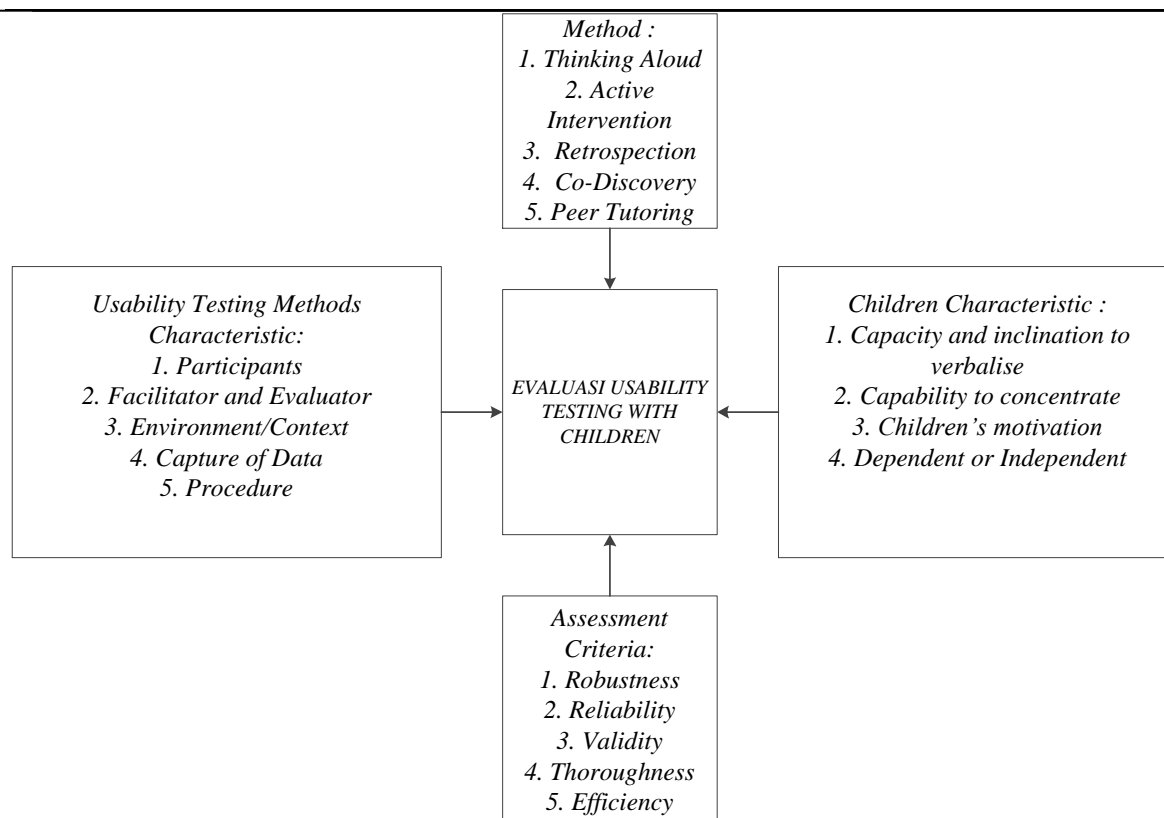 Method :
1. Thinking Aloud
2. Active
Intervention
3. Retrospection
4. Co-Discovery
5. Peer Tutoring
Usability Testing Methods
Characteristic:
1. Participants
2. Facilitator and Evaluator
3. Environment/Context
4. Capture of Data
5. Procedure
EVALUASI USABILITY
TESTING WITH
CHILDREN
Children Characteristic :
1. Capacity and inclination to
verbalise
2. Capability to concentrate
3. Children's motivation
4. Dependent or Independent
Assessment
Criteria:
1. Robustness
2. Reliability
3. Validity
4. Thoroughness
5. Efficiency